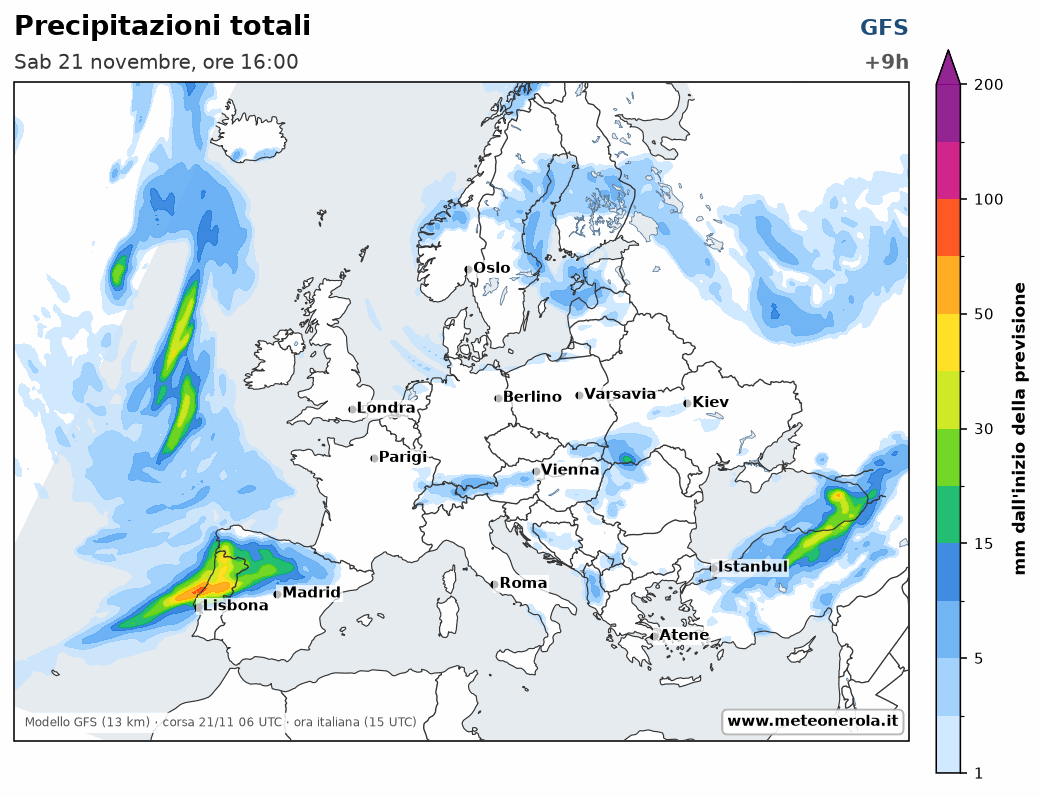 Precipitazioni totali
GFS
Sab 21 novembre, ore 16:00
+9h
200
100
50
30
15
5
1
mm dall'inizio della previsione
Oslo
Londra
Berlino
Varsavia
Kiev
Parigi
Vienna
Istanbul
Roma
Madrid
Lisbona
Atene
Modello GFS (13 km) · corsa 21/11 06 UTC · ora italiana (15 UTC)
www.meteonerola.it